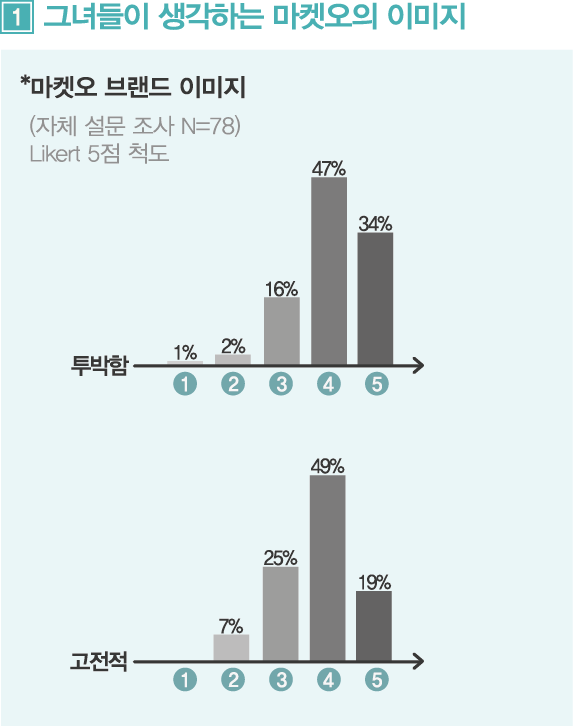 1 그녀들이 생각하는 마켓오의 이미지
*마켓오 브랜드 이미지
(자체 설문 조사 N=78)
Likert 5점 척도
47%
34%
16%
2%
1%
투박함
1 2 3 4 5
49%
25%
19%
7%
고전적
1 2 3 4 5